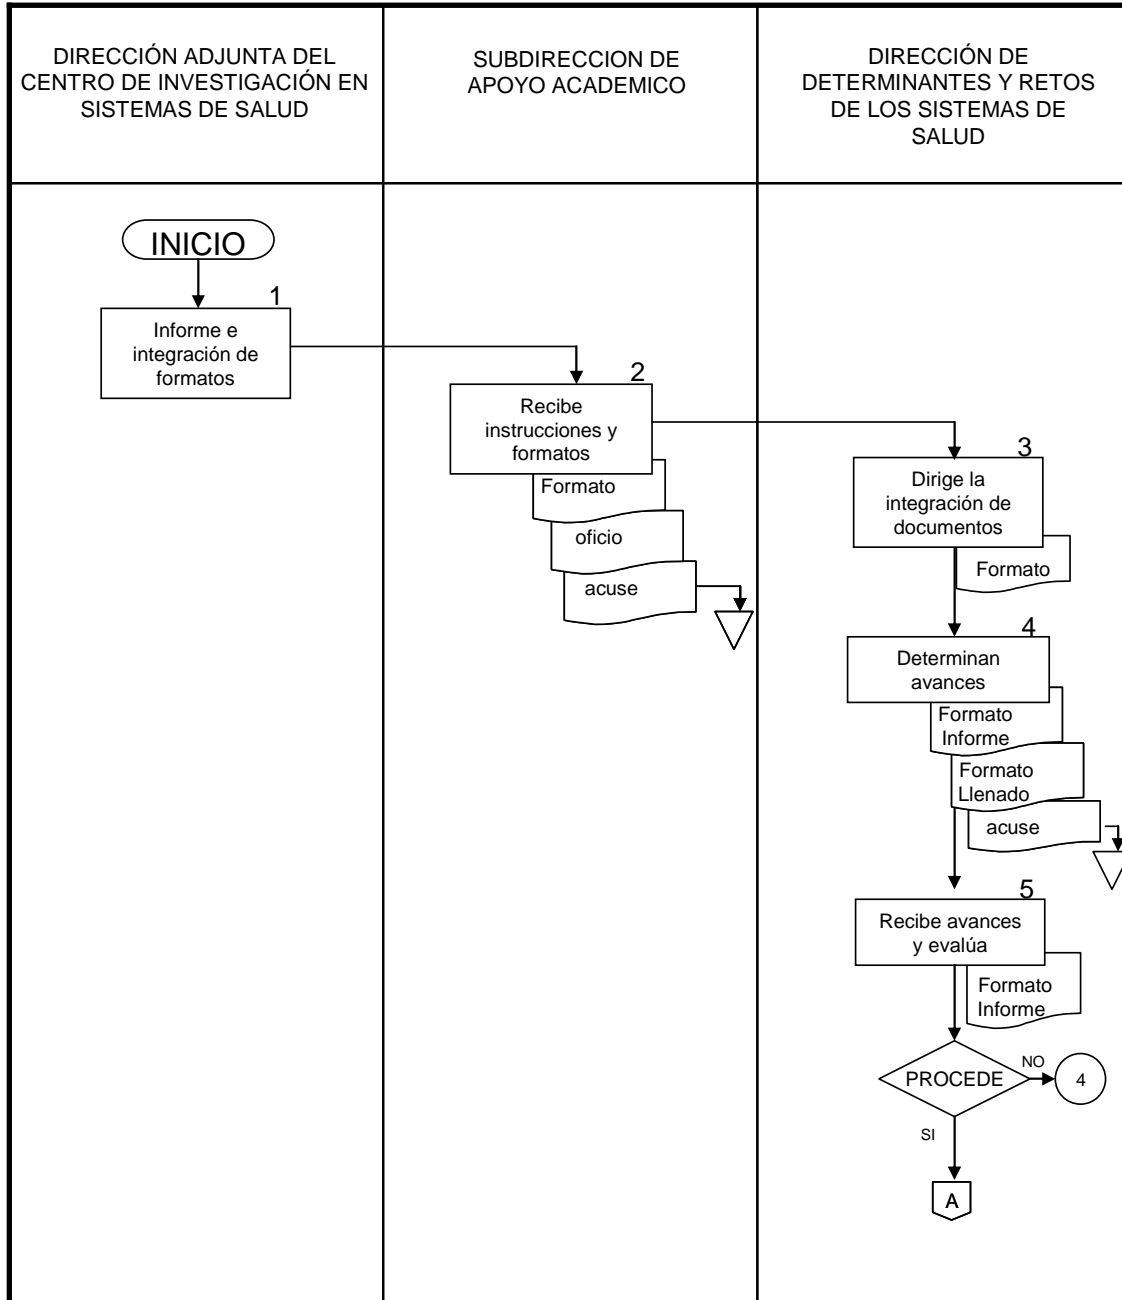 DIRECCIÓN ADJUNTA DEL
CENTRO DE INVESTIGACIÓN EN
SISTEMAS DE SALUD
SUBDIRECCION DE
APOYO ACADEMICO
DIRECCIÓN DE
DETERMINANTES Y RETOS
DE LOS SISTEMAS DE
SALUD
INICIO
1
Informe e
integración de
formatos
2
Recibe
instrucciones y
formatos
Formato
oficio
acuse
3
Dirige la
integración de
documentos
Formato
4
Determinan
avances
Formato
Informe
Formato
Llenado
acuse
5
Recibe avances
y evalúa
Formato
Informe
PROCEDE
NO
4
SI
A